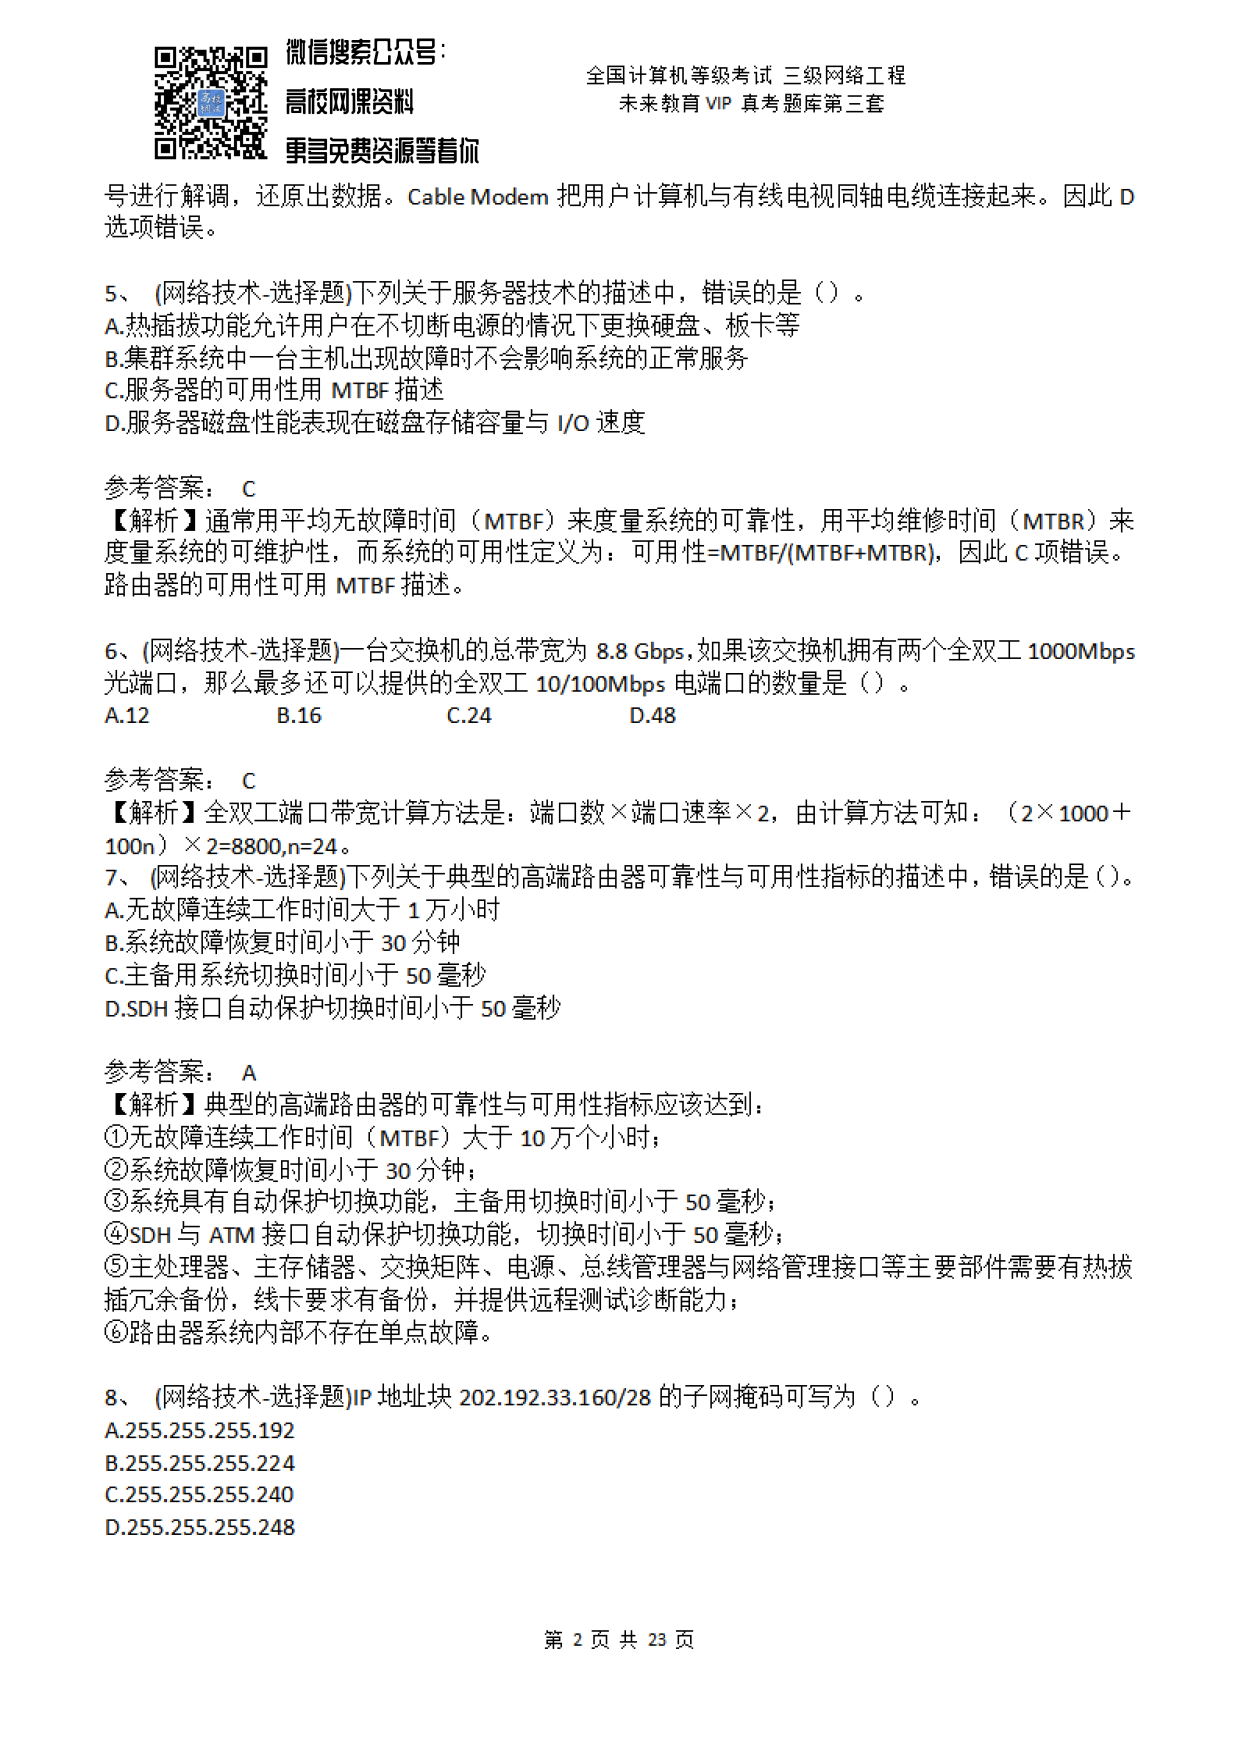 微信搜索公众号：
高校网课资料
更多免费资源等着你
全国计算机等级考试 三级网络工程
未来教育 VIP 真考题库第三套
号进行解调，还原出数据。Cable Modem 把用户计算机与有线电视同轴电缆连接起来。因此 D
选项错误。
5、 (网络技术-选择题)下列关于服务器技术的描述中，错误的是（）。
A.热插拔功能允许用户在不切断电源的情况下更换硬盘、板卡等
B.集群系统中一台主机出现故障时不会影响系统的正常服务
C.服务器的可用性用 MTBF 描述
D.服务器磁盘性能表现在磁盘存储容量与 I/O 速度
参考答案： C
【解析】通常用平均无故障时间（MTBF）来度量系统的可靠性，用平均维修时间（MTBR）来
度量系统的可维护性，而系统的可用性定义为：可用性=MTBF/(MTBF+MTBR)，因此 C 项错误。
路由器的可用性可用 MTBF 描述。
6、(网络技术-选择题)一台交换机的总带宽为 8.8 Gbps,如果该交换机拥有两个全双工 1000Mbps
光端口，那么最多还可以提供的全双工 10/100Mbps 电端口的数量是（）。
A.12 B.16 C.24 D.48
参考答案： C
【解析】全双工端口带宽计算方法是：端口数×端口速率×2，由计算方法可知：（2×1000＋
100n）×2=8800,n=24。
7、 (网络技术-选择题)下列关于典型的高端路由器可靠性与可用性指标的描述中，错误的是（）。
A.无故障连续工作时间大于 1 万小时
B.系统故障恢复时间小于 30 分钟
C.主备用系统切换时间小于 50 毫秒
D.SDH 接口自动保护切换时间小于 50 毫秒
参考答案： A
【解析】典型的高端路由器的可靠性与可用性指标应该达到：
①无故障连续工作时间（MTBF）大于 10 万个小时；
②系统故障恢复时间小于 30 分钟；
③系统具有自动保护切换功能，主备用切换时间小于 50 毫秒；
④SDH 与 ATM 接口自动保护切换功能，切换时间小于 50 毫秒；
⑤主处理器、主存储器、交换矩阵、电源、总线管理器与网络管理接口等主要部件需要有热拔
插冗余备份，线卡要求有备份，并提供远程测试诊断能力；
⑥路由器系统内部不存在单点故障。
8、 (网络技术-选择题)IP 地址块 202.192.33.160/28 的子网掩码可写为（）。
A.255.255.255.192
B.255.255.255.224
C.255.255.255.240
D.255.255.255.248
第 2 页 共 23 页